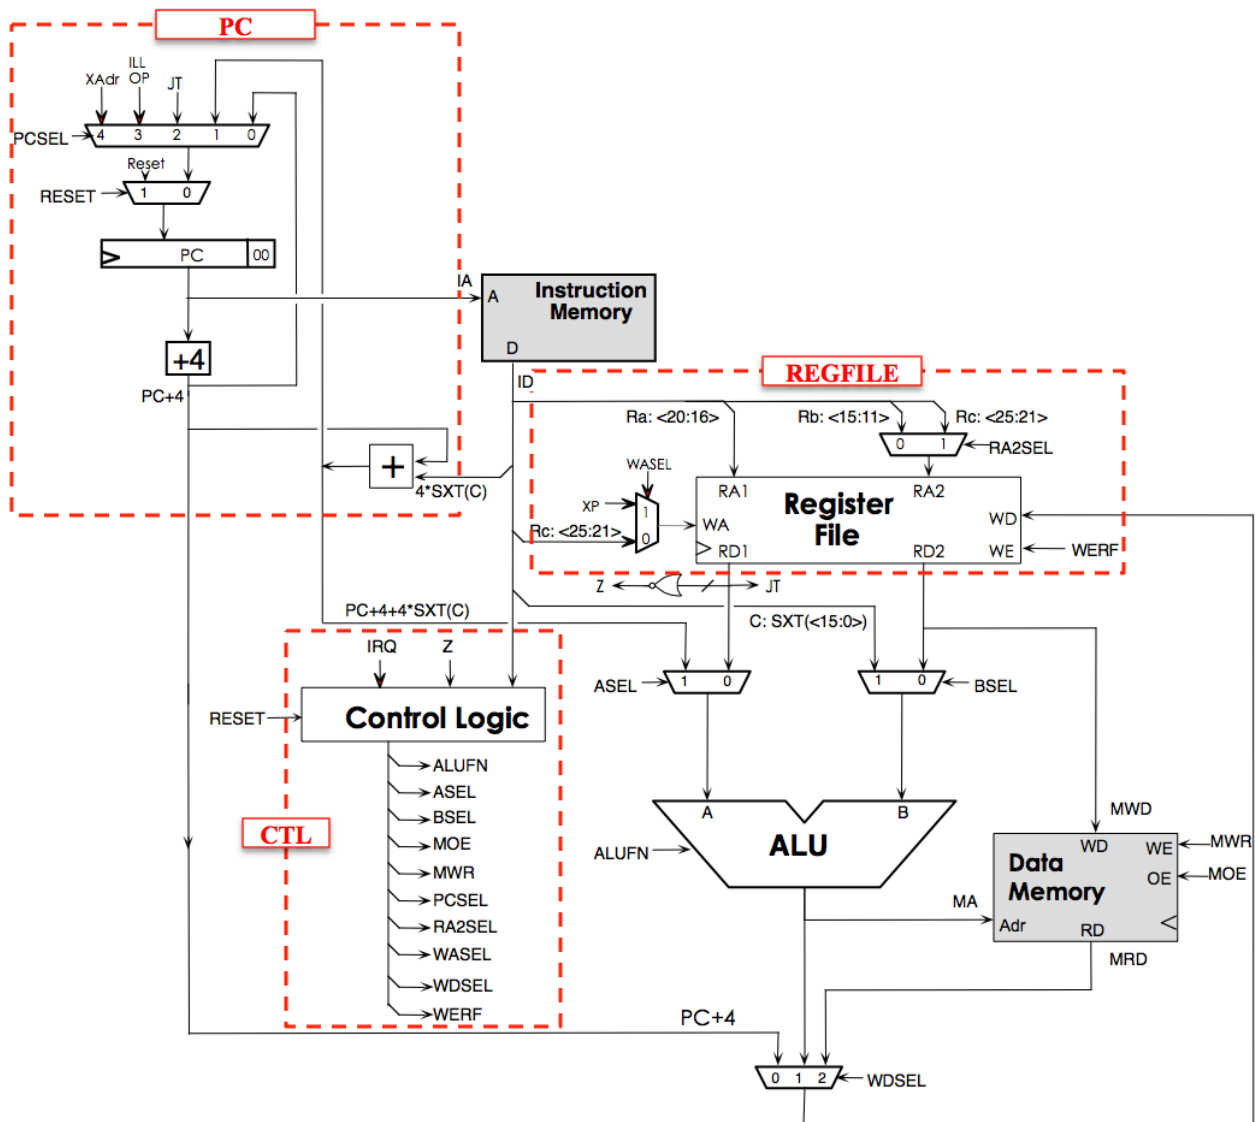 PC
ILL
OP
XAdr
JT
PCSEL
4 3 2 1 0
Reset
RESET
1 0
PC
00
IA
A
Instruction
Memory
D
+4
PC+4
ID
REGFILE
Ra: <20:16>
Rb: <15:11>
Rc: <25:21>
0 1
RA2SEL
WASEL
+
4*SXT(C)
XP
1
0
Rc: <25:21>
RA1
RA2
WA
Register
File
WD
RD1
RD2
WE
WERF
Z
JT
PC+4+4*SXT(C)
C: SXT(<15:0>)
IRQ
Z
ASEL
1 0
1 0
BSEL
RESET
Control Logic
ALUFN
ASEL
BSEL
MOE
MWR
PCSEL
RA2SEL
WASEL
WDSEL
WERF
CTL
A
B
ALU
ALUFN
MWD
WD
WE
MWR
Data
Memory
OE
MOE
MA
Adr
RD
MRD
PC+4
0 1 2
WDSEL